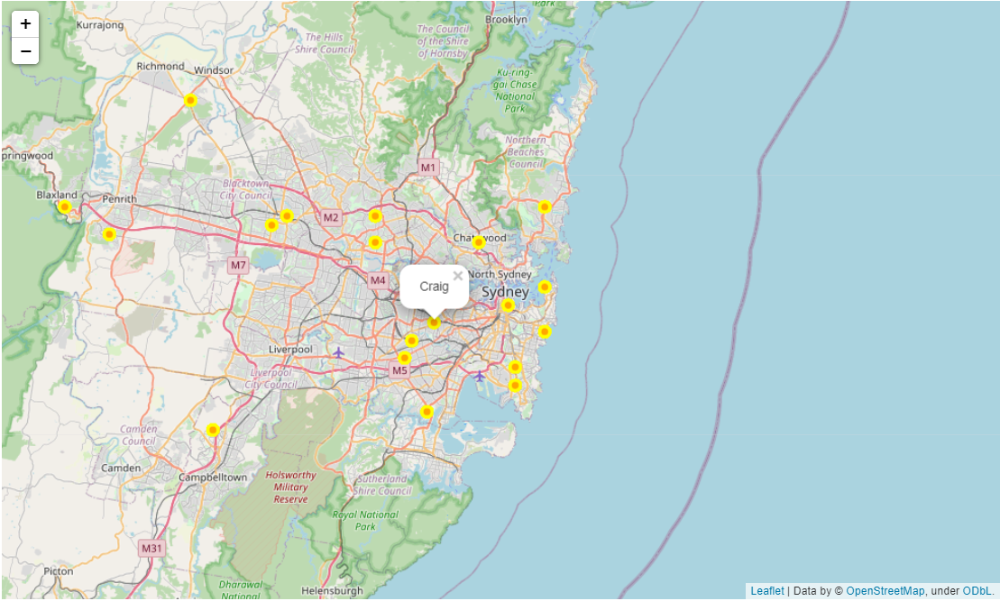 +
−
Kurrajong
Brooklyn
Park
The Hills
Shire Council
The Council
of the Shire
of Hornsby
Richmond
Windsor
Ku-ring-
gai Chase
National
Park
Northern
Beaches
Council
pringwood
M1
Blacktown
City Council
Blaxland
Penrith
M2
Chatswood
M7
M4
North Sydney
Craig
×
Sydney
Liverpool
M5
Liverpool
City Council
Camden
Council
Camden
Campbelltown
Holsworthy
Military
Reserve
Sutherland
Shire Council
Royal National
Park
M31
Picton
Dharawal
National
Helensburgh
Leaflet | Data by © OpenStreetMap, under ODbL.